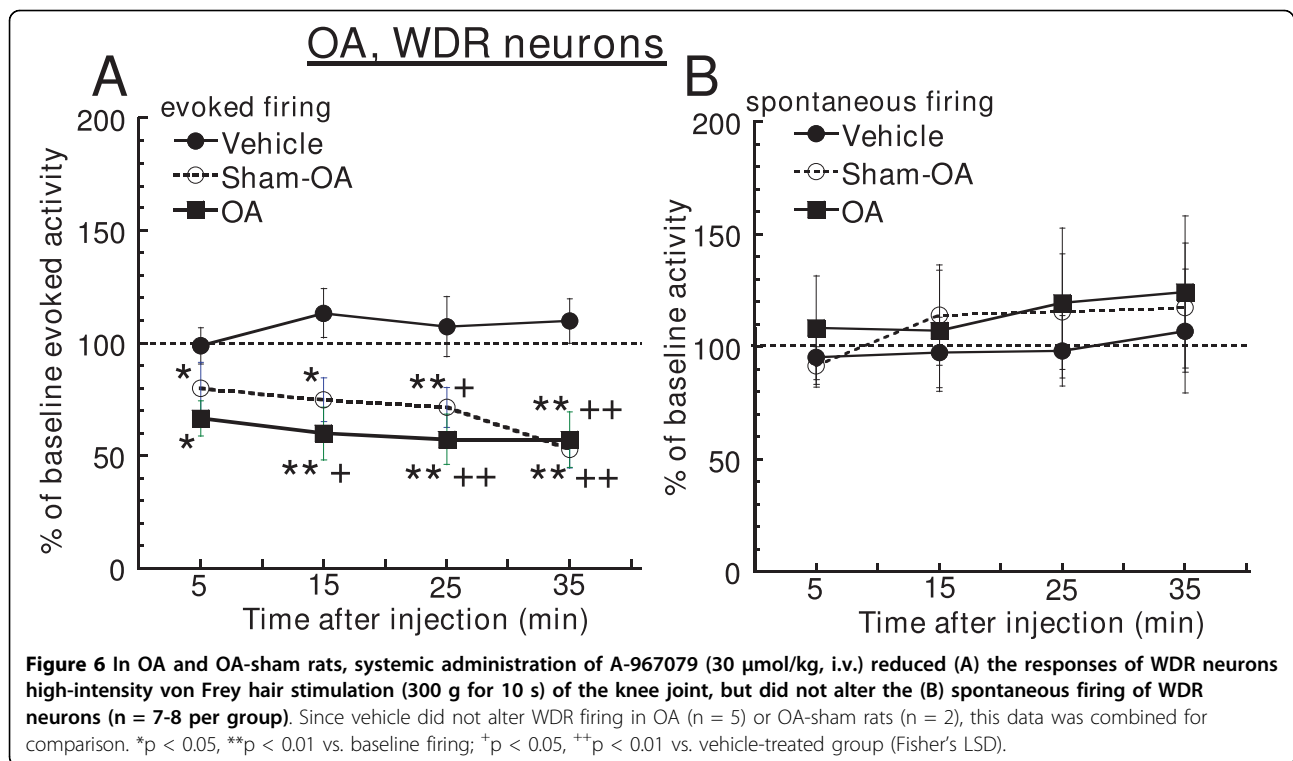 OA, WDR neurons
A
evoked firing
Vehicle
Sham-OA
OA
% of baseline evoked activity
200
150
100
50
0
*
*
** +
** ++
*
** +
** ++
** ++
5 15 25 35
Time after injection (min)
B
spontaneous firing
Vehicle
Sham-OA
OA
% of baseline activity
200
150
100
50
0
5 15 25 35
Time after injection (min)
Figure 6 In OA and OA-sham rats, systemic administration of A-967079 (30 μmol/kg, i.v.) reduced (A) the responses of WDR neurons
high-intensity von Frey hair stimulation (300 g for 10 s) of the knee joint, but did not alter the (B) spontaneous firing of WDR
neurons (n = 7-8 per group). Since vehicle did not alter WDR firing in OA (n = 5) or OA-sham rats (n = 2), this data was combined for
comparison. *p < 0.05, **p < 0.01 vs. baseline firing; +p < 0.05, ++p < 0.01 vs. vehicle-treated group (Fisher's LSD).